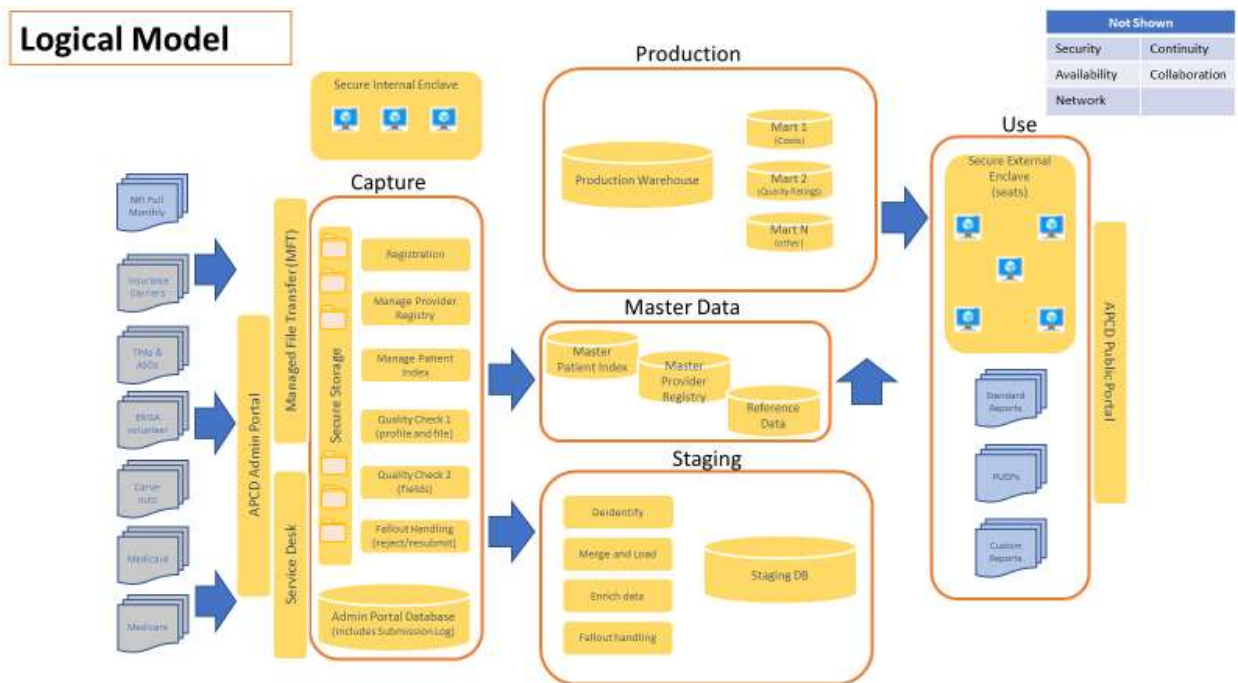 Logical Model
Not Shown
Security Continuity
Availability Collaboration
Network
Secure Internal Enclave
Production
Production Warehouse
Mart 1
(Costs)
Mart 2
(Quality Ratings)
Mart N
(other)
Use
Secure External
Enclave
(seats)
Standard
Reports
PUDFs
Custom
Reports
APCD Public Portal
NPI Full
Monthly
Insurance
Carriers
TPAs &
ASOs
ERISA
volunteer
Carve-
outs
Medicaid
Medicare
APCD Admin Portal
Managed File Transfer (MFT)
Service Desk
Capture
Secure Storage
Registration
Manage Provider
Registry
Manage Patient
Index
Quality Check 1
(profile and file)
Quality Check 2
(fields)
Fallout Handling
(reject/resubmit)
Admin Portal Database
(includes Submission Log)
Master Data
Master
Patient Index
Master
Provider
Registry
Reference
Data
Staging
Deidentify
Merge and Load
Enrich data
Fallout handling
Staging DB